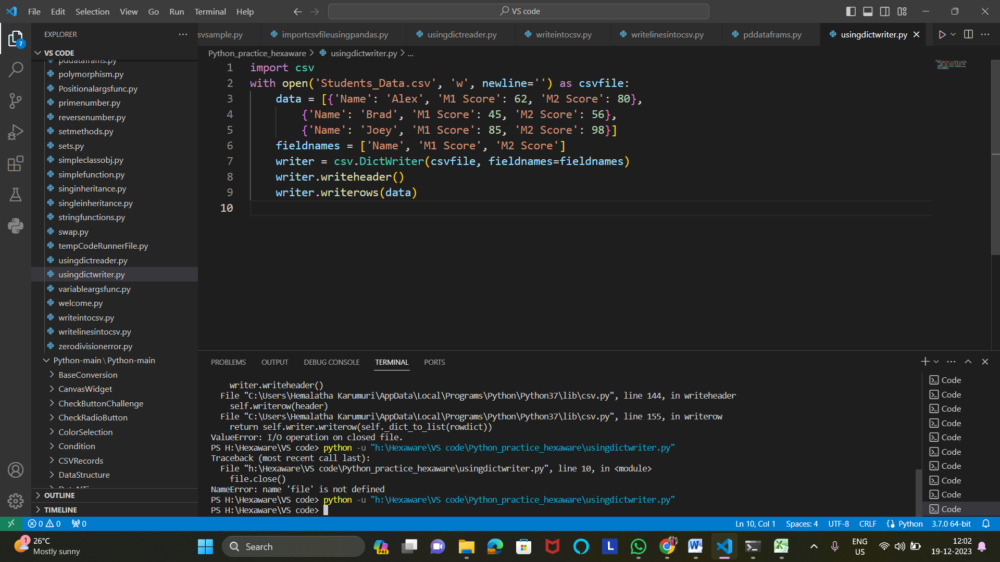 File Edit Selection View Go Run Terminal Help VS code
EXPLORER
svsample.py importcsvfileusingpandas.py usingdictreader.py writeintocsv.py writelinesintocsv.py pddataframs.py usingdictwriter.py
7
VS CODE
Python_practice_hexaware > usingdictwriter.py > ...
pddataframs.py
polymorphism.py
Positionalargsfunc.py
primenumber.py
reversenumber.py
setmethods.py
sets.py
simpleclassobj.py
simplefunction.py
singinheritance.py
singleinheritance.py
stringfunctions.py
swap.py
tempCodeRunnerFile.py
usingdictreader.py
usingdictwriter.py
variableargsfunc.py
welcome.py
writeintocsv.py
writelinesintocsv.py
zerodivisionerror.py
Python-main\Python-main
BaseConversion
CanvasWidget
CheckButtonChallenge
CheckRadioButton
ColorSelection
Condition
CSVRecords
DataStructure
OUTLINE
TIMELINE
1 import csv
2 with open('Students_Data.csv', 'w', newline='') as csvfile:
3 data = [{'Name': 'Alex', 'M1 Score': 62, 'M2 Score': 80},
4 {'Name': 'Brad', 'M1 Score': 45, 'M2 Score': 56},
5 {'Name': 'Joey', 'M1 Score': 85, 'M2 Score': 98}]
6 fieldnames = ['Name', 'M1 Score', 'M2 Score']
7 writer = csv.DictWriter(csvfile, fieldnames=fieldnames)
8 writer.writeheader()
9 writer.writerows(data)
10
PROBLEMS OUTPUT DEBUG CONSOLE TERMINAL PORTS
writer.writeheader()
File "C:\Users\Hemalatha Karumuri\AppData\Local\Programs\Python\Python37\lib\csv.py", line 144, in writeheader
self.writerow(header)
File "C:\Users\Hemalatha Karumuri\AppData\Local\Programs\Python\Python37\lib\csv.py", line 155, in writerow
return self.writer.writerow(self._dict_to_list(rowdict))
ValueError: I/O operation on closed file.
PS H:\Hexaware\VS code> python -u "h:\Hexaware\VS code\Python_practice_hexaware\usingdictwriter.py"
Traceback (most recent call last):
File "h:\Hexaware\VS code\Python_practice_hexaware\usingdictwriter.py", line 10, in <module>
file.close()
NameError: name 'file' is not defined
PS H:\Hexaware\VS code> python -u "h:\Hexaware\VS code\Python_practice_hexaware\usingdictwriter.py"
PS H:\Hexaware\VS code>
Code
Code
Code
Code
Code
Code
Code
Code
Code
Code
0 0 0 Ln 10, Col 1 Spaces: 4 UTF-8 CRLF Python 3.7.0 64-bit
1
26°C
Mostly sunny
Search
PRE
L
ENG
US
12:02
19-12-2023